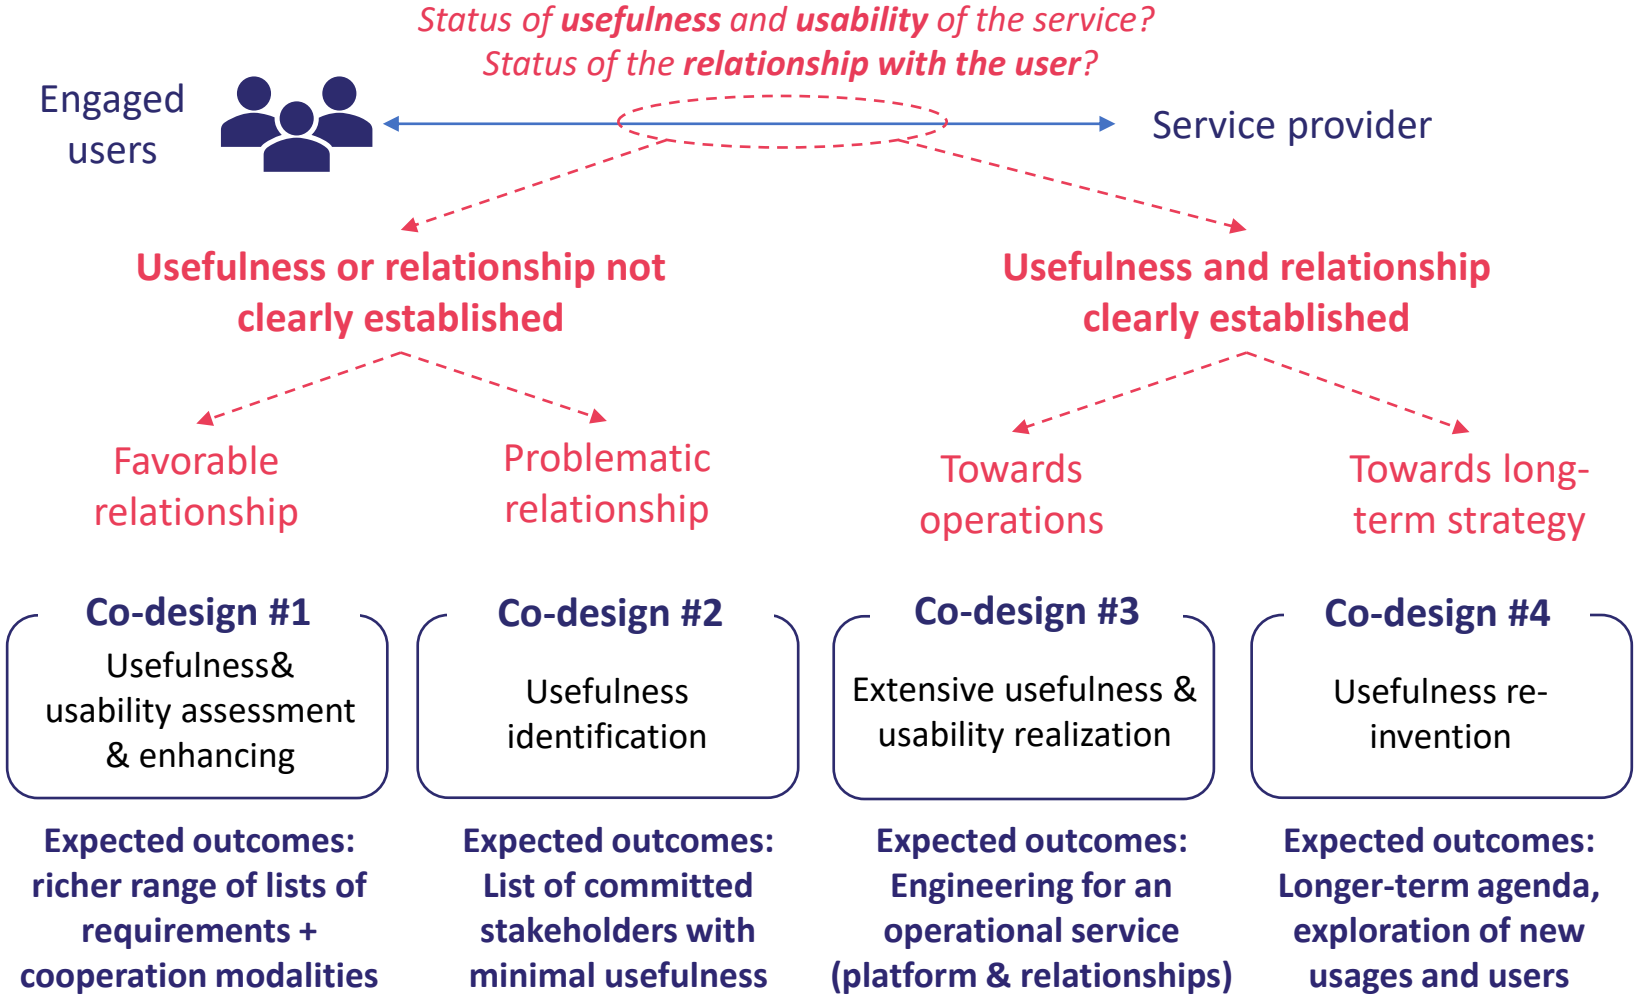 Status of usefulness and usability of the service?
Status of the relationship with the user?
Engaged
users
Service provider
Usefulness or relationship not
clearly established
Usefulness and relationship
clearly established
Favorable
relationship
Problematic
relationship
Towards
operations
Towards long-
term strategy
Co-design #1
Usefulness&
usability assessment
& enhancing
Co-design #2
Usefulness
identification
Co-design #3
Extensive usefulness &
usability realization
Co-design #4
Usefulness re-
invention
Expected outcomes:
richer range of lists of
requirements +
cooperation modalities
Expected outcomes:
List of committed
stakeholders with
minimal usefulness
Expected outcomes:
Engineering for an
operational service
(platform & relationships)
Expected outcomes:
Longer-term agenda,
exploration of new
usages and users